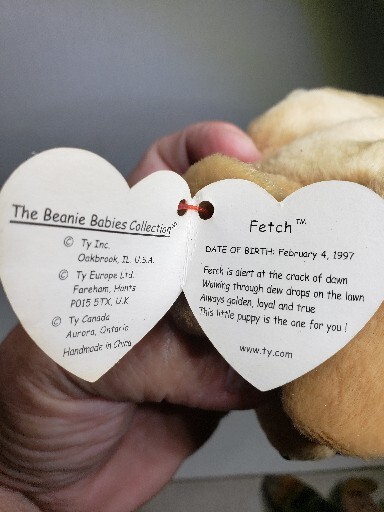 The Beanie Babies Collection™
© Ty Inc.
Oakbrook, IL. U.S.A.
© Ty Europe Ltd.
Fareham, Hants
PO15 5TX, U.K.
© Ty Canada
Aurora, Ontario
Handmade in China
Fetch™
DATE OF BIRTH: February 4, 1997
Fetch is alert at the crack of dawn
Walking through dew drops on the lawn
Always golden, loyal and true
This little puppy is the one for you !
www.ty.com